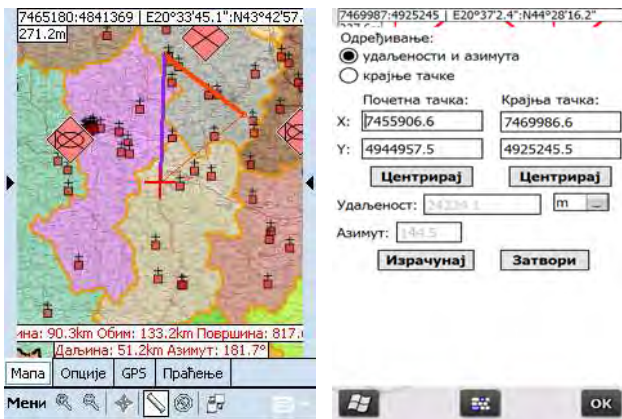 7465180:4841369 | E20°33'45.1":N43°42'57.
271.2m
ина: 90.3km Обим: 133.2km Површина: 817.
Даљина: 51.2km Азимут: 181.7°
Мапа Опције GPS Праћење
Мени
7469987:4925245 | E20°37'2.4":N44°28'16.2"
Одређивање:
удаљености и азимута
крајње тачке
Почетна тачка: Крајња тачка:
X: 7455906.6 7469986.6
Y: 4944957.5 4925245.5
Центрирај Центрирај
Удаљеност: 24224.1 m ...
Азимут: 144.5
Израчунај Затвори
OK